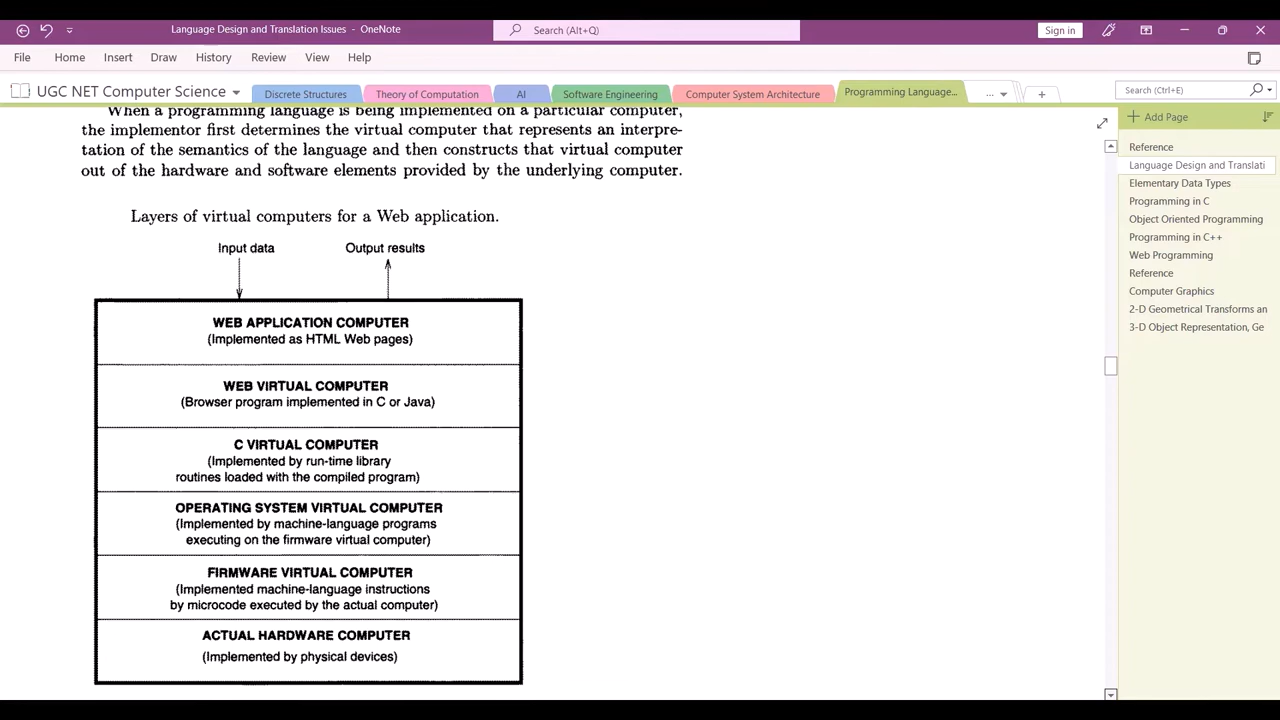 Language Design and Translation Issues - OneNote
Search (Alt+Q)
Sign in
File Home Insert Draw History Review View Help
UGC NET Computer Science
Discrete Structures
Theory of Computation
AI
Software Engineering
Computer System Architecture
Programming Language...
...
Search (Ctrl+E)
Add Page
Reference
Language Design and Translati
Elementary Data Types
Programming in C
Object Oriented Programming
Programming in C++
Web Programming
Reference
Computer Graphics
2-D Geometrical Transforms an
3-D Object Representation, Ge
When a programming language is being implemented on a particular computer,
the implementor first determines the virtual computer that represents an interpre-
tation of the semantics of the language and then constructs that virtual computer
out of the hardware and software elements provided by the underlying computer.
Layers of virtual computers for a Web application.
Input data Output results
WEB APPLICATION COMPUTER
(Implemented as HTML Web pages)
WEB VIRTUAL COMPUTER
(Browser program implemented in C or Java)
C VIRTUAL COMPUTER
(Implemented by run-time library
routines loaded with the compiled program)
OPERATING SYSTEM VIRTUAL COMPUTER
(Implemented by machine-language programs
executing on the firmware virtual computer)
FIRMWARE VIRTUAL COMPUTER
(Implemented machine-language instructions
by microcode executed by the actual computer)
ACTUAL HARDWARE COMPUTER
(Implemented by physical devices)